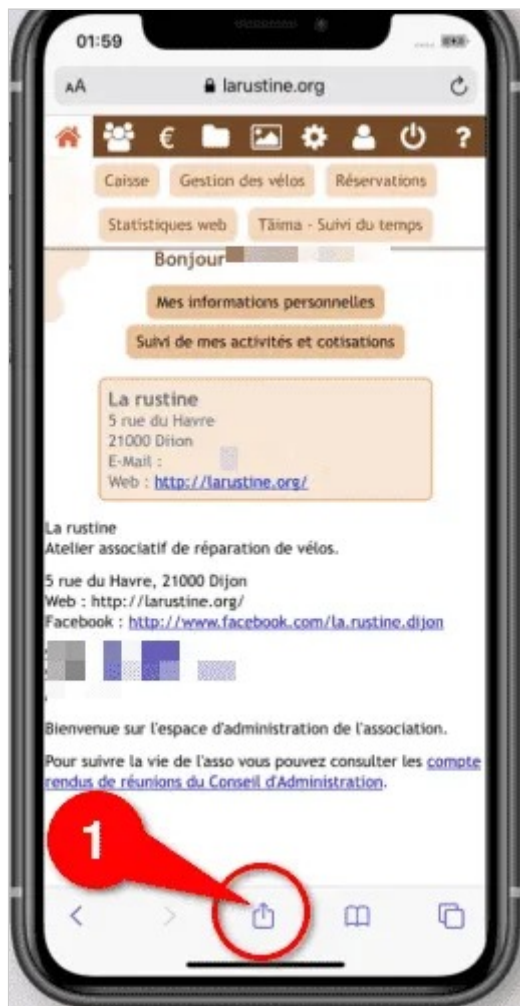 01:59
AA
larustine.org
€
?
Caisse
Gestion des vélos
Réservations
Statistiques web
Tāima - Suivi du temps
Bonjour
Mes informations personnelles
Suivi de mes activités et cotisations
La rustine
5 rue du Havre
21000 Dijon
E-Mail :
Web : http://larustine.org/
La rustine
Atelier associatif de réparation de vélos.
5 rue du Havre, 21000 Dijon
Web : http://larustine.org/
Facebook : http://www.facebook.com/la.rustine.dijon
Bienvenue sur l'espace d'administration de l'association.
Pour suivre la vie de l'asso vous pouvez consulter les compte
rendus de réunions du Conseil d'Administration.
1